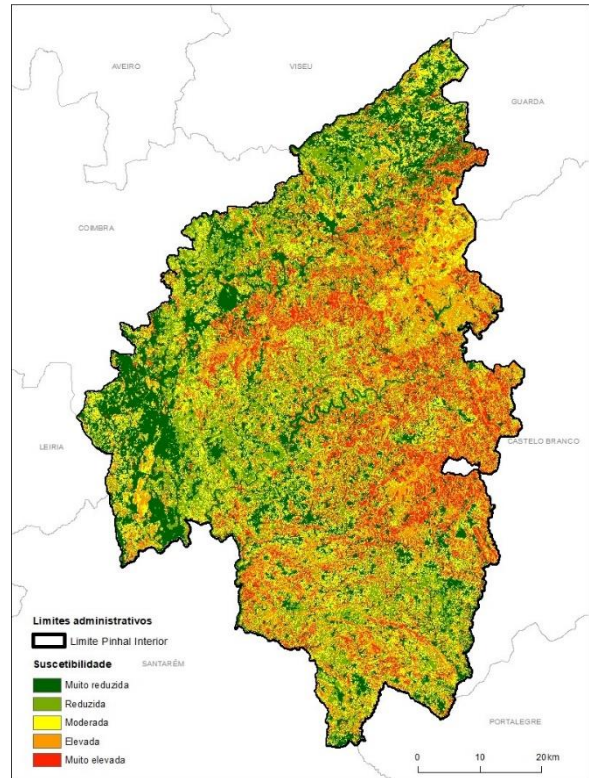 AVEIRO
VISEU
GUARDA
COIMBRA
LEIRIA
CASTELO BRANCO
Limites administrativos
Limite Pinhal Interior
Suscetibilidade
SANTARÉM
Muito reduzida
Reduzida
Moderada
Elevada
Muito elevada
PORTALEGRE
0 10 20 km